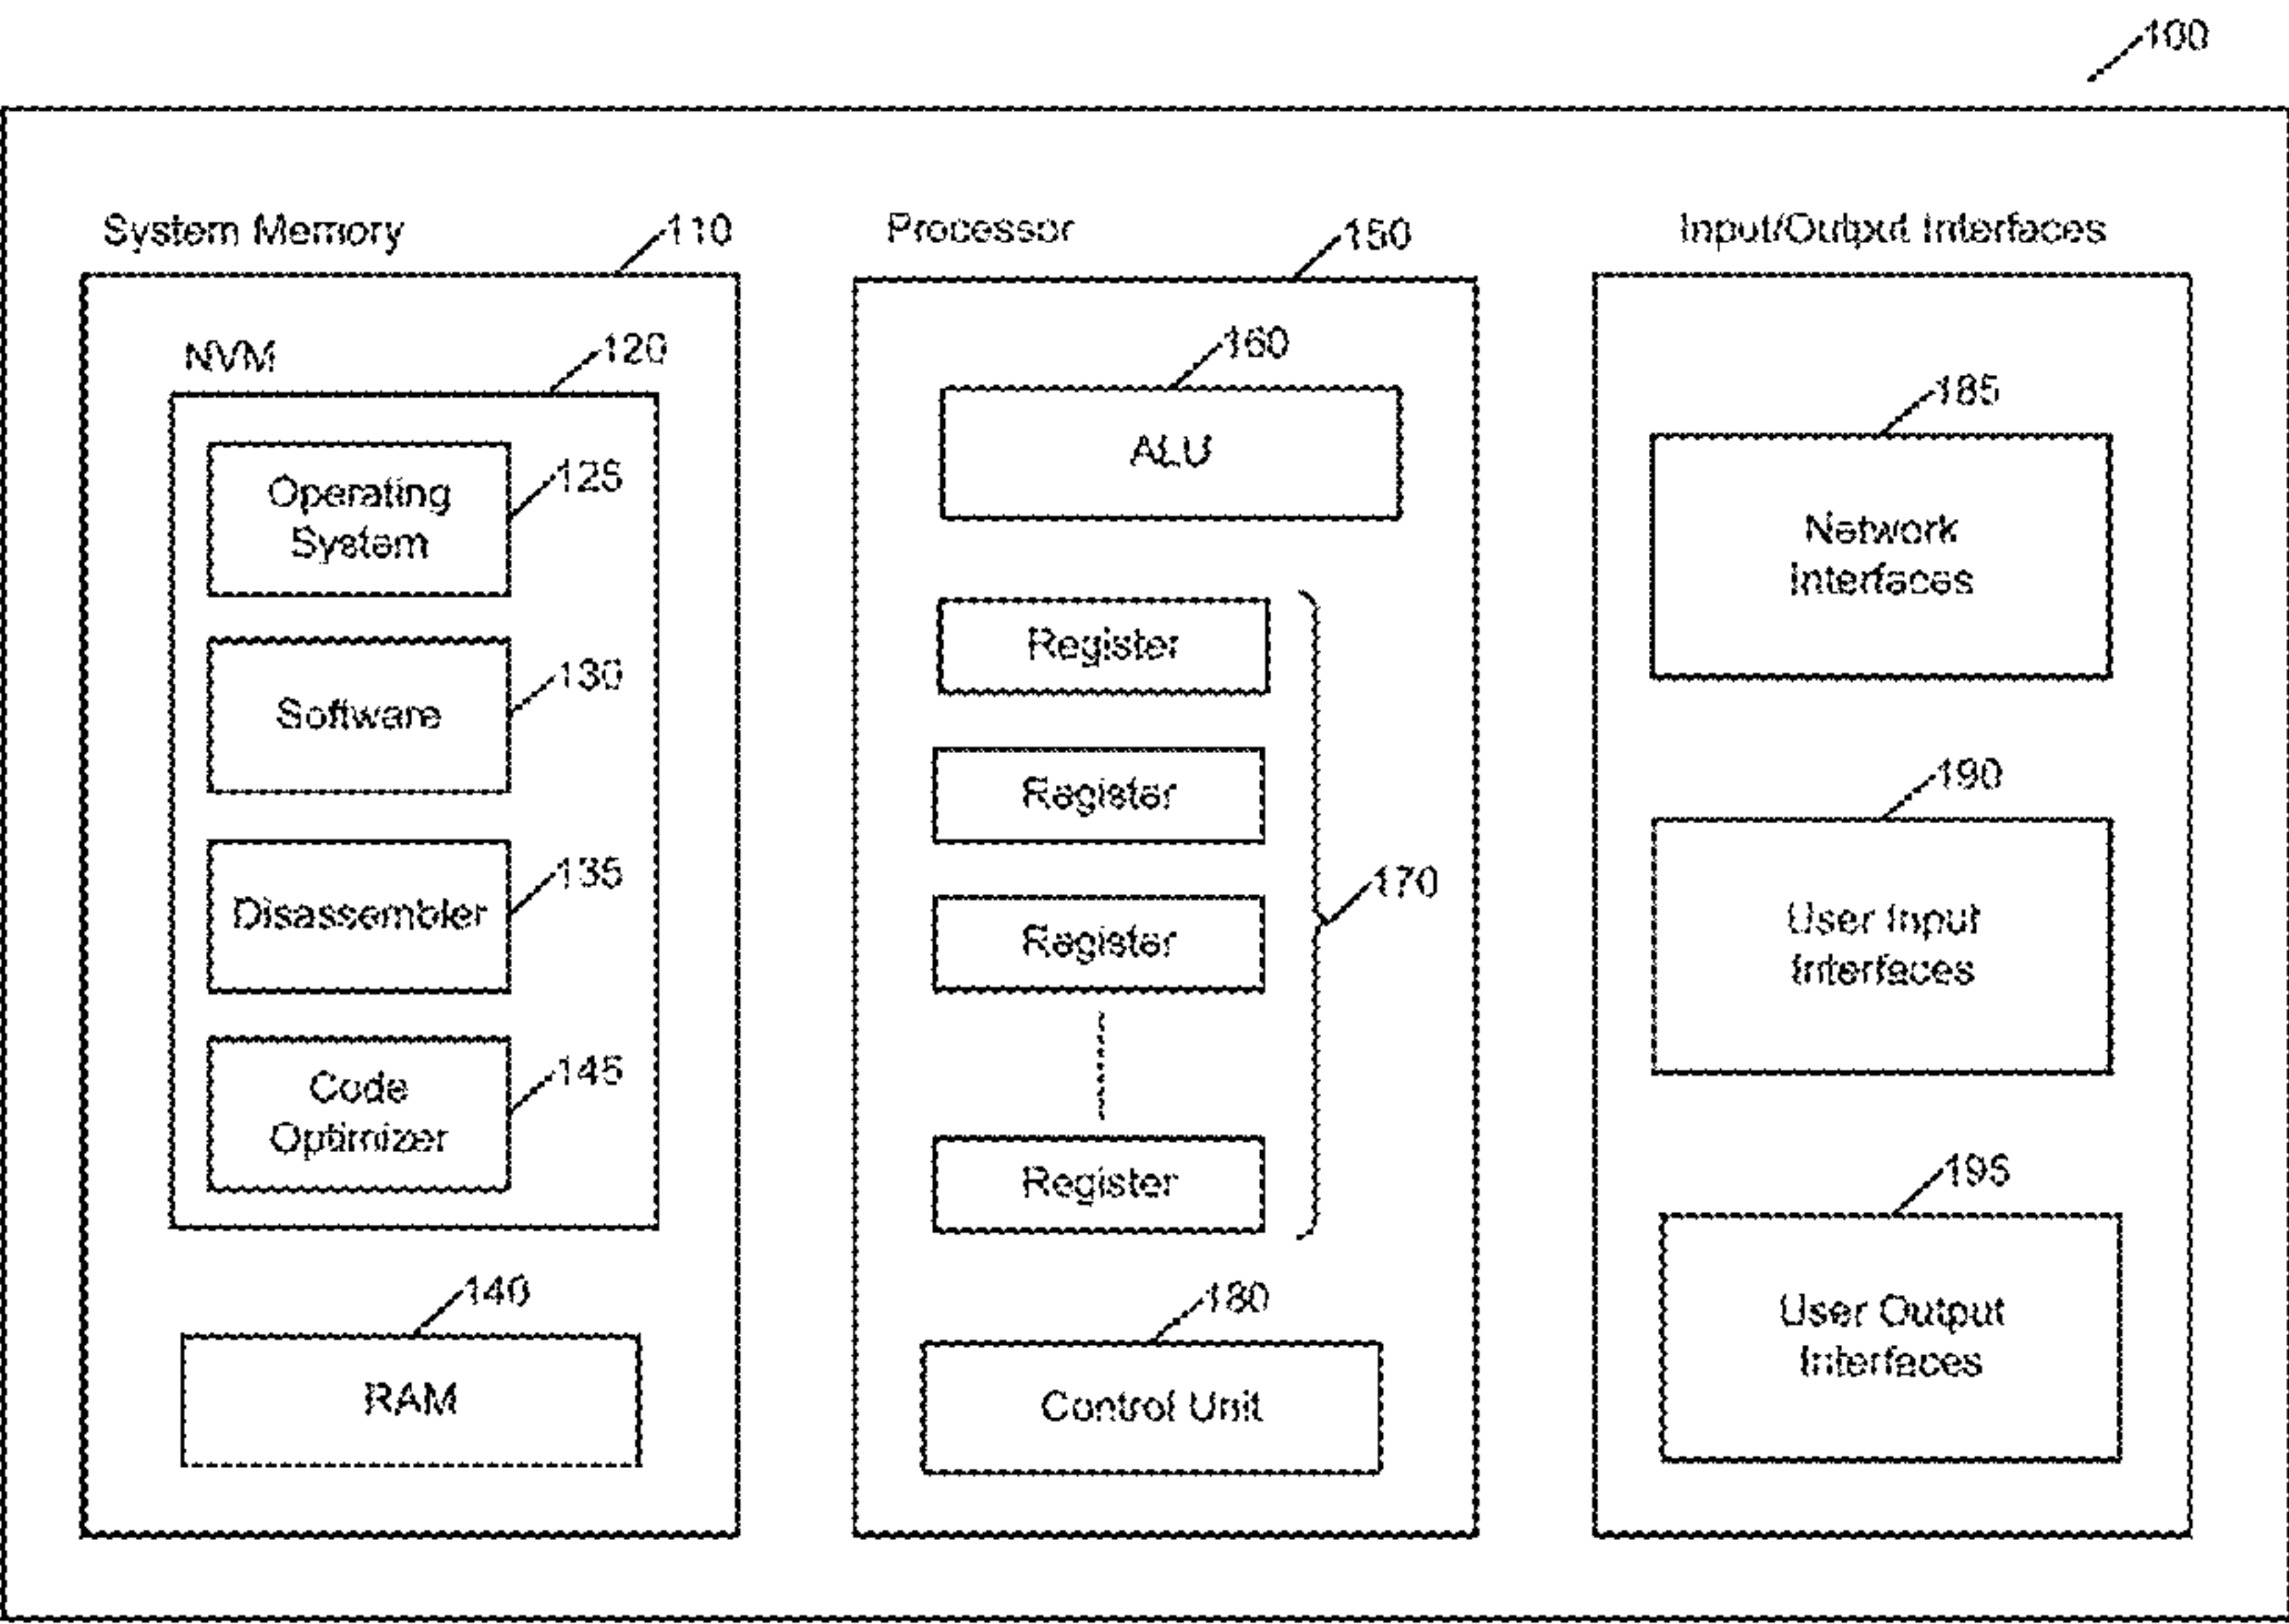 100
System Memory
110
NVM
120
Operating
System
125
Software
130
Disassembler
135
Code
Optimizer
145
140
RAM
Processor
150
160
ALU
Register
Register
Register
Register
170
180
Control Unit
Input/Output Interfaces
185
Network
Interfaces
190
User Input
Interfaces
195
User Output
Interfaces